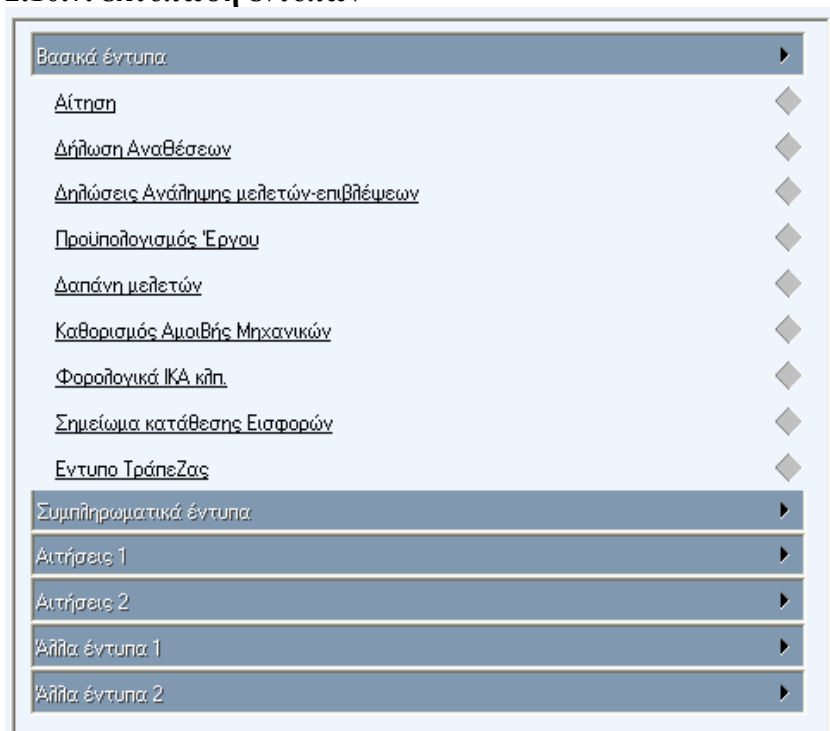 Βασικά έντυπα
Αίτηση
Δήλωση Αναθέσεων
Δηλώσεις Ανάληψης μελετών-επιβλέψεων
Προϋπολογισμός Έργου
Δαπάνη μελετών
Καθορισμός Αμοιβής Μηχανικών
Φορολογικά ΙΚΑ κλπ.
Σημείωμα κατάθεσης Εισφορών
Εντυπο Τράπεζας
Συμπληρωματικά έντυπα
Αιτήσεις 1
Αιτήσεις 2
Άλλα έντυπα 1
Άλλα έντυπα 2